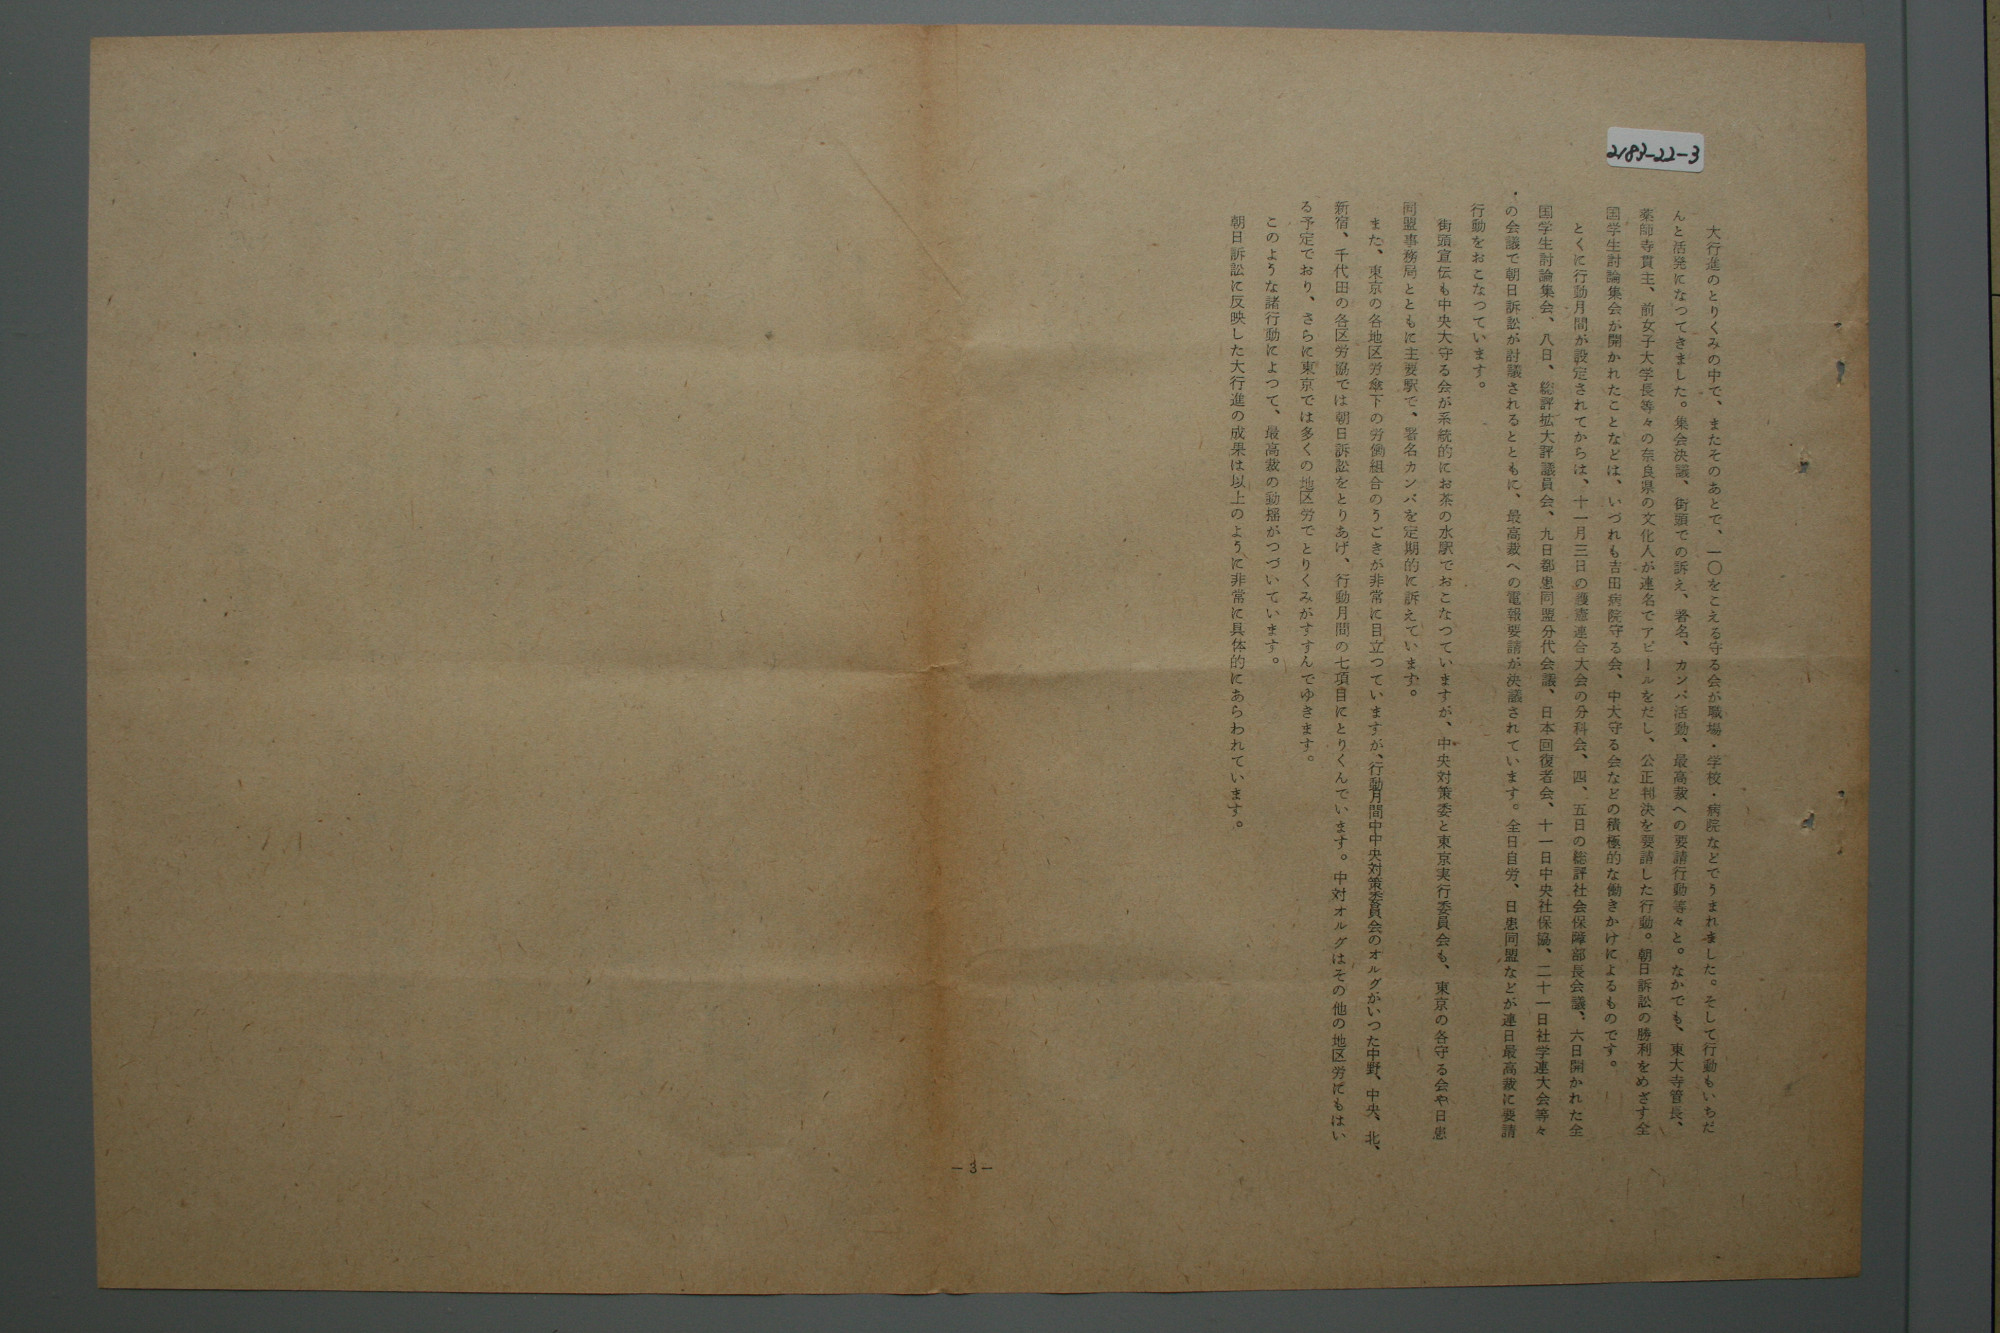 2183-22-3
大行進のとりくみの中で、またそのあとで、一〇をこえる守る会が職場・学校・病院などでうまれました。そして行動もいちだ
んと活発になつてきました。集会決議、街頭での訴え、署名、カンパ活動、最高裁への要請行動等々と。なかでも、東大寺管長、
薬師寺貫主、前女子大学長等々の奈良県の文化人が連名でアピールをだし、公正判決を要請した行動。朝日訴訟の勝利をめざす全
国学生討論集会が開かれたことなどは、いづれも吉田病院守る会、中大守る会などの積極的な働きかけによるものです。
とくに行動月間が設定されてからは、十一月三日の護憲連合大会の分科会、四、五日の総評社会保障部長会議、六日開かれた全
国学生討論集会、八日、総評拡大評議員会、九日都患同盟分代会議、日本回復者会、十一日中央社保協、二十一日社学連大会等々
の会議で朝日訴訟が討議されるとともに、最高裁への電報要請が決議されています。全日自労、日患同盟などが連日最高裁に要請
行動をおこなつています。
街頭宣伝も中央大守る会が系統的にお茶の水駅でおこなつていますが、中央対策委と東京実行委員会も、東京の各守る会や日患
同盟事務局とともに主要駅で、署名カンパを定期的に訴えています。
また、東京の各地区労傘下の労働組合のうごきが非常に目立つていますが、行動月間中中央対策委員会のオルグがいつた中野、中央、北、
新宿、千代田の各区労協では朝日訴訟をとりあげ、行動月間の七項目にとりくんでいます。中対オルグはその他の地区労にもはい
る予定でおり、さらに東京では多くの地区労でとりくみがすすんでゆきます。
このような諸行動によつて、最高裁の動揺がつづいています。
朝日訴訟に反映した大行進の成果は以上のように非常に具体的にあらわれています。
－3－